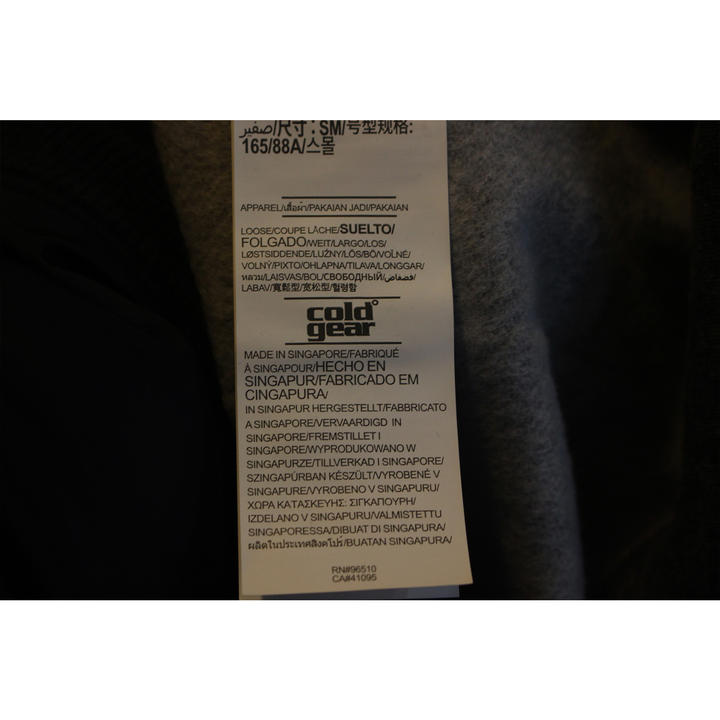 صغير/尺寸: SM/号型规格:
165/88A/스몰
APPAREL/เสื้อผ้า/PAKAIAN JADI/PAKAIAN
LOOSE/COUPE LÂCHE/SUELTO/
FOLGADO/WEIT/LARGO/LOS/
LØSTSIDDENDE/LUŹNY/LÖS/BŐ/VOĽNÉ/
VOLNÝ/ΡΙΧΤΟ/OHLAPNA/TILAVA/LONGGAR/
หลวม/LAISVAS/BOL/СВОБОДНЫЙ/فضفاض/
LABAV/寬鬆型/宽松型/헐렁함
cold°
gear
MADE IN SINGAPORE/FABRIQUÉ
À SINGAPOUR/HECHO EN
SINGAPUR/FABRICADO EM
CINGAPURA/
IN SINGAPUR HERGESTELLT/FABBRICATO
A SINGAPORE/VERVAARDIGD IN
SINGAPORE/FREMSTILLET I
SINGAPORE/WYPRODUKOWANO W
SINGAPURZE/TILLVERKAD I SINGAPORE/
SZINGAPÚRBAN KÉSZÜLT/VYROBENÉ V
SINGAPURE/VYROBENO V SINGAPURU/
ΧΩΡΑ ΚΑΤΑΣΚΕΥΗΣ: ΣΙΓΚΑΠΟΥΡΗ/
IZDELANO V SINGAPURU/VALMISTETTU
SINGAPORESSA/DIBUAT DI SINGAPURA/
ผลิตในประเทศสิงคโปร์/BUATAN SINGAPURA/
RN#96510
CA#41095